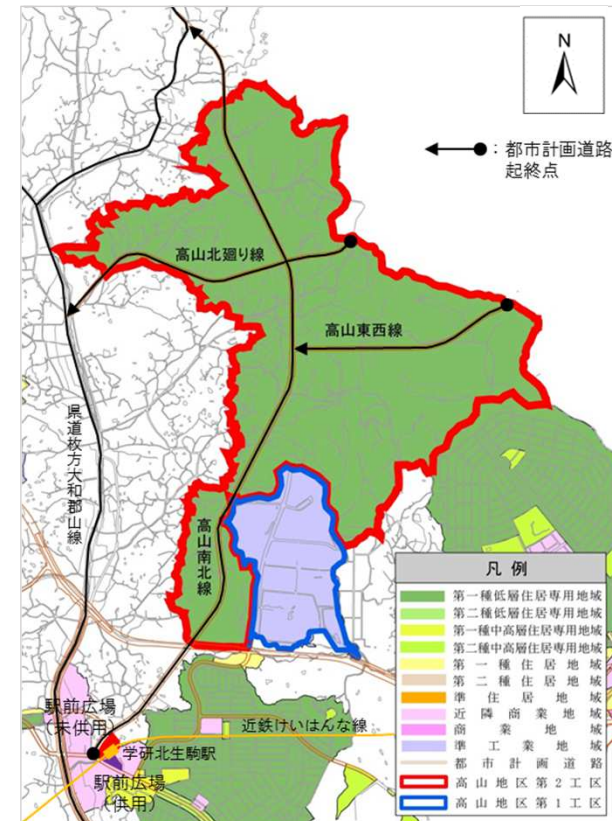 N
：都市計画道路
起終点
高山北廻り線
高山東西線
県道枚方大和郡山線
高山南北線
駅前広場
（未供用）
学研北生駒駅
近鉄けいはんな線
駅前広場
（供用）
凡例
第一種低層住居専用地域
第二種低層住居専用地域
第一種中高層住居専用地域
第二種中高層住居専用地域
第一種住居地域
第二種住居地域
準住居地域
近隣商業地域
商業地域
準工業地域
都市計画道路
高山地区第２工区
高山地区第１工区